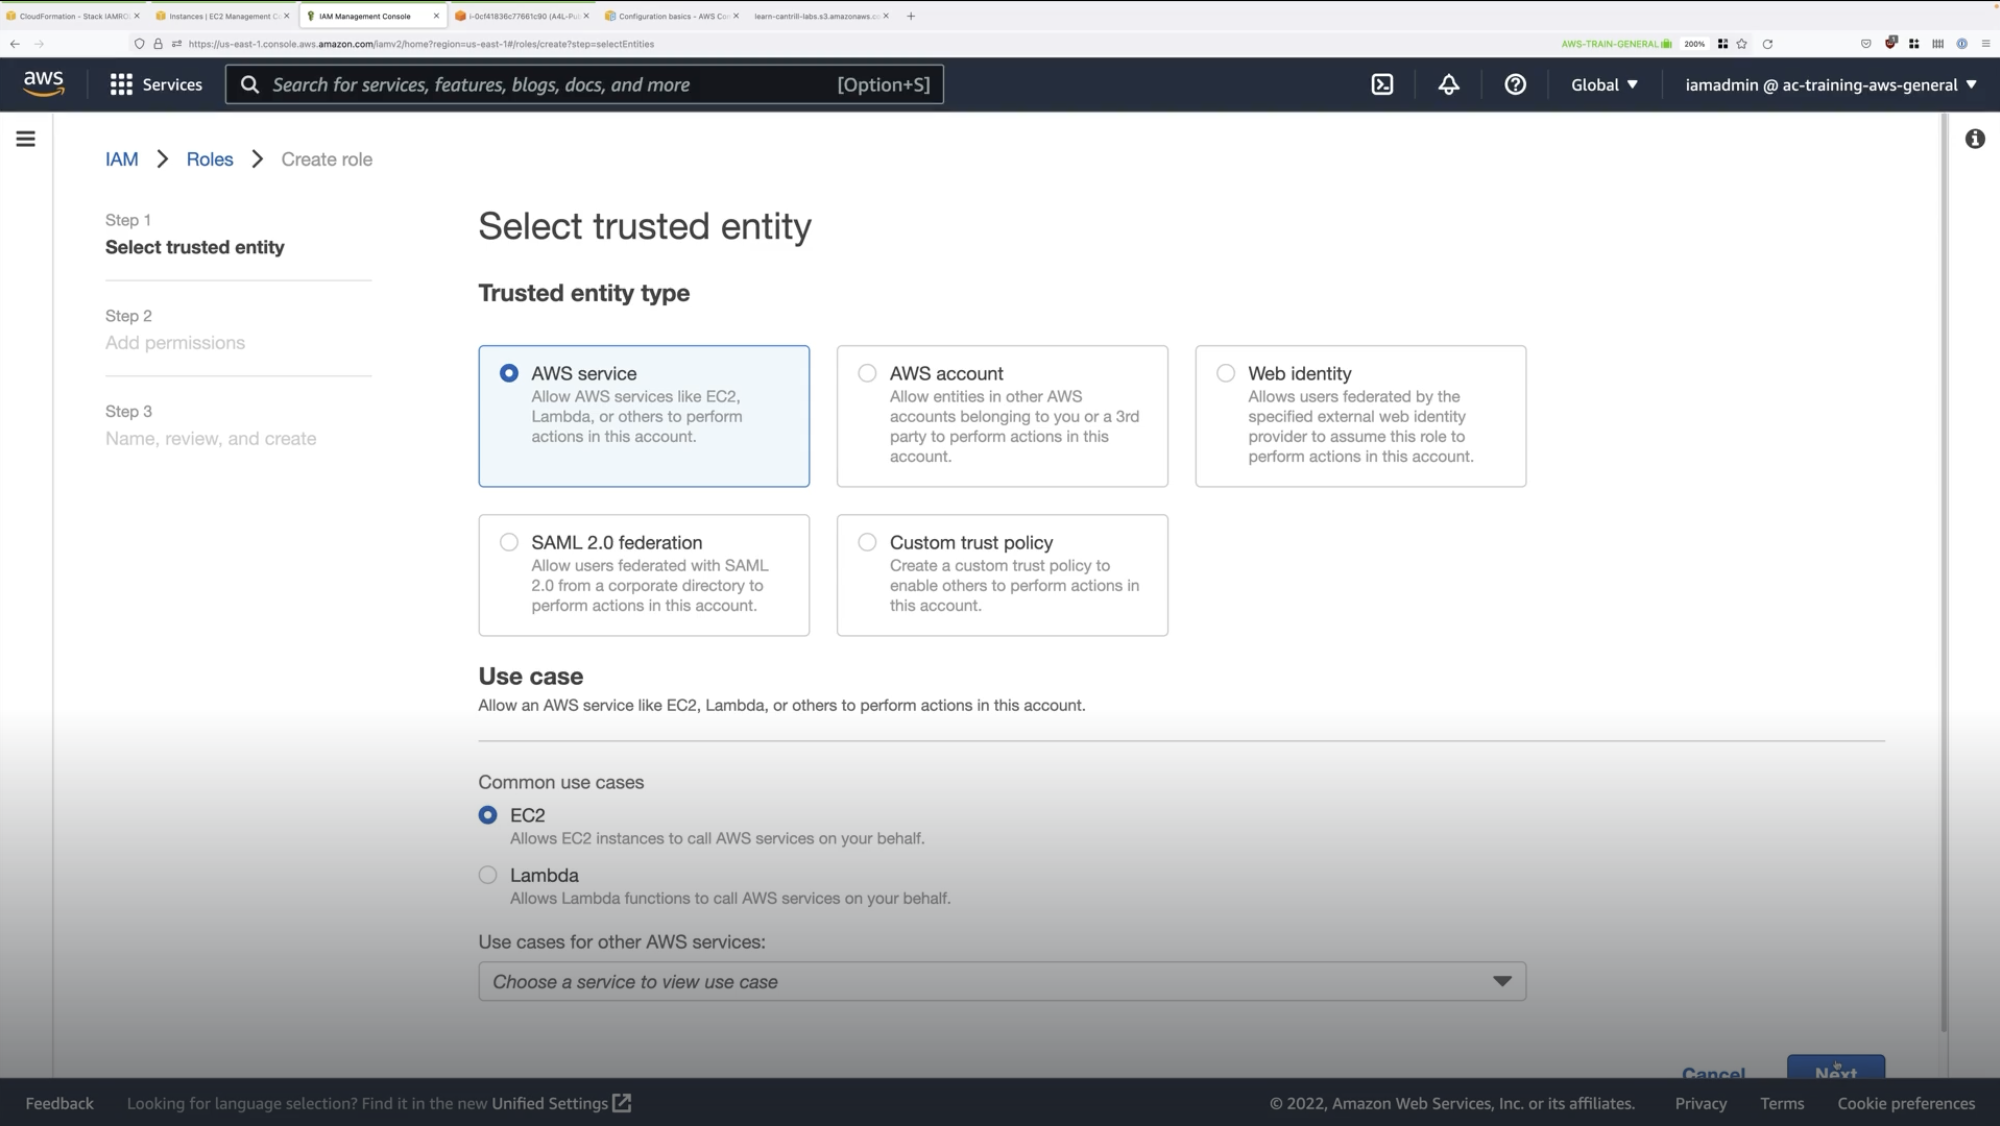 CloudFormation - Stack IAMRO
Instances | EC2 Management C
IAM Management Console
i-0cf41836c77661c90 (A4L-Pu
Configuration basics - AWS Co
learn-cantrill-labs.s3.amazonaws.c
https://us-east-1.console.aws.amazon.com/iamv2/home?region=us-east-1#/roles/create?step=selectEntities
AWS-TRAIN-GENERAL
200%
aws
Services
Search for services, features, blogs, docs, and more
[Option+S]
Global
iamadmin @ ac-training-aws-general
IAM > Roles > Create role
Step 1
Select trusted entity
Step 2
Add permissions
Step 3
Name, review, and create
Select trusted entity
Trusted entity type
AWS service
Allow AWS services like EC2,
Lambda, or others to perform
actions in this account.
AWS account
Allow entities in other AWS
accounts belonging to you or a 3rd
party to perform actions in this
account.
Web identity
Allows users federated by the
specified external web identity
provider to assume this role to
perform actions in this account.
SAML 2.0 federation
Allow users federated with SAML
2.0 from a corporate directory to
perform actions in this account.
Custom trust policy
Create a custom trust policy to
enable others to perform actions in
this account.
Use case
Allow an AWS service like EC2, Lambda, or others to perform actions in this account.
Common use cases
EC2
Allows EC2 instances to call AWS services on your behalf.
Lambda
Allows Lambda functions to call AWS services on your behalf.
Use cases for other AWS services:
Choose a service to view use case
Cancel
Next
Feedback
Looking for language selection? Find it in the new Unified Settings
© 2022, Amazon Web Services, Inc. or its affiliates.
Privacy
Terms
Cookie preferences